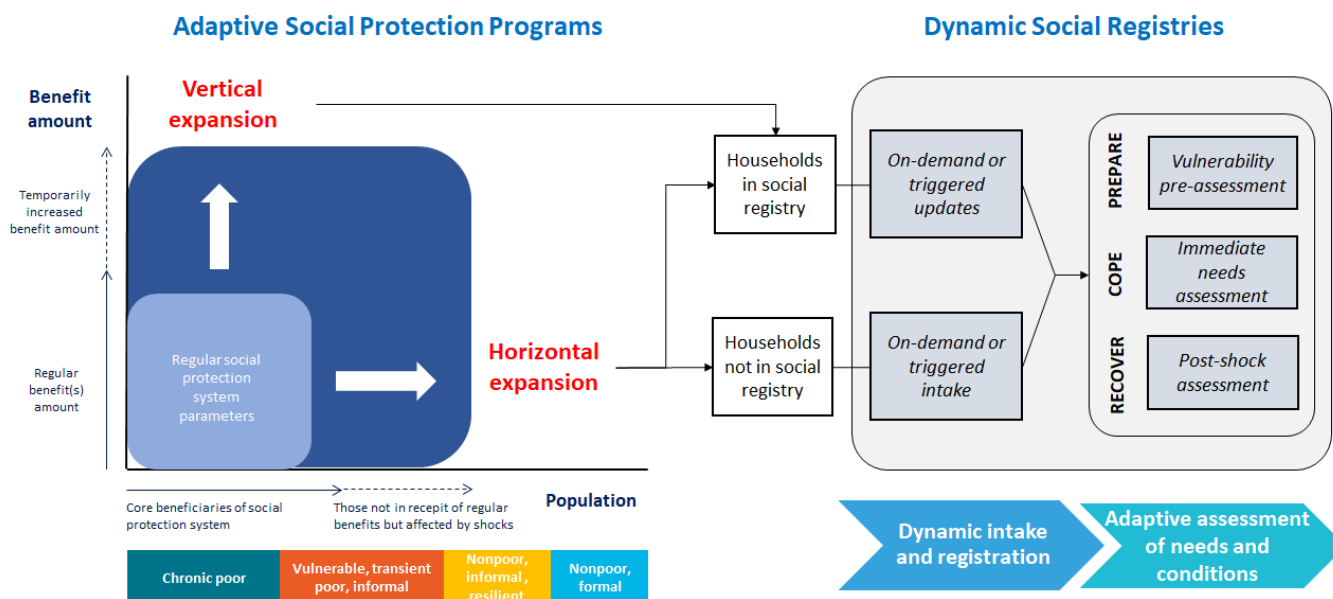 Adaptive Social Protection Programs
Dynamic Social Registries
Benefit
amount
Vertical
expansion
Temporarily
increased
benefit amount
Regular
benefit(s)
amount
Regular social
protection
system
parameters
Horizontal
expansion
Core beneficiaries of social
protection system
Those not in receipt of regular
benefits but affected by shocks
Population
Chronic poor
Vulnerable, transient
poor, informal
Nonpoor,
informal,
resilient
Nonpoor,
formal
Households
in social
registry
Households
not in social
registry
On-demand or
triggered
updates
On-demand or
triggered
intake
PREPARE
Vulnerability
pre-assessment
COPE
Immediate
needs
assessment
RECOVER
Post-shock
assessment
Dynamic intake
and registration
Adaptive assessment
of needs and
conditions